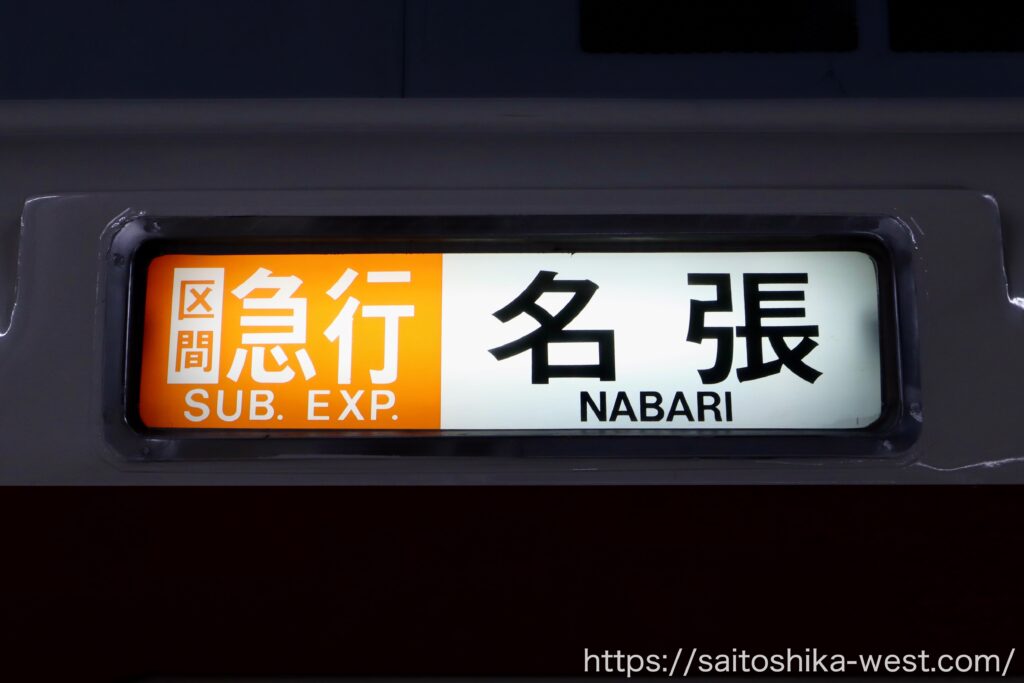 区間急行 名張
SUB. EXP. NABARI
https://saitoshika-west.com/